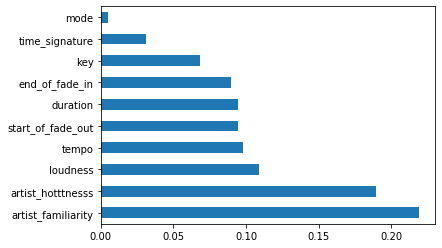 mode
time_signature
key
end_of_fade_in
duration
start_of_fade_out
tempo
loudness
artist_hotttnesss
artist_familiarity
0.00 0.05 0.10 0.15 0.20